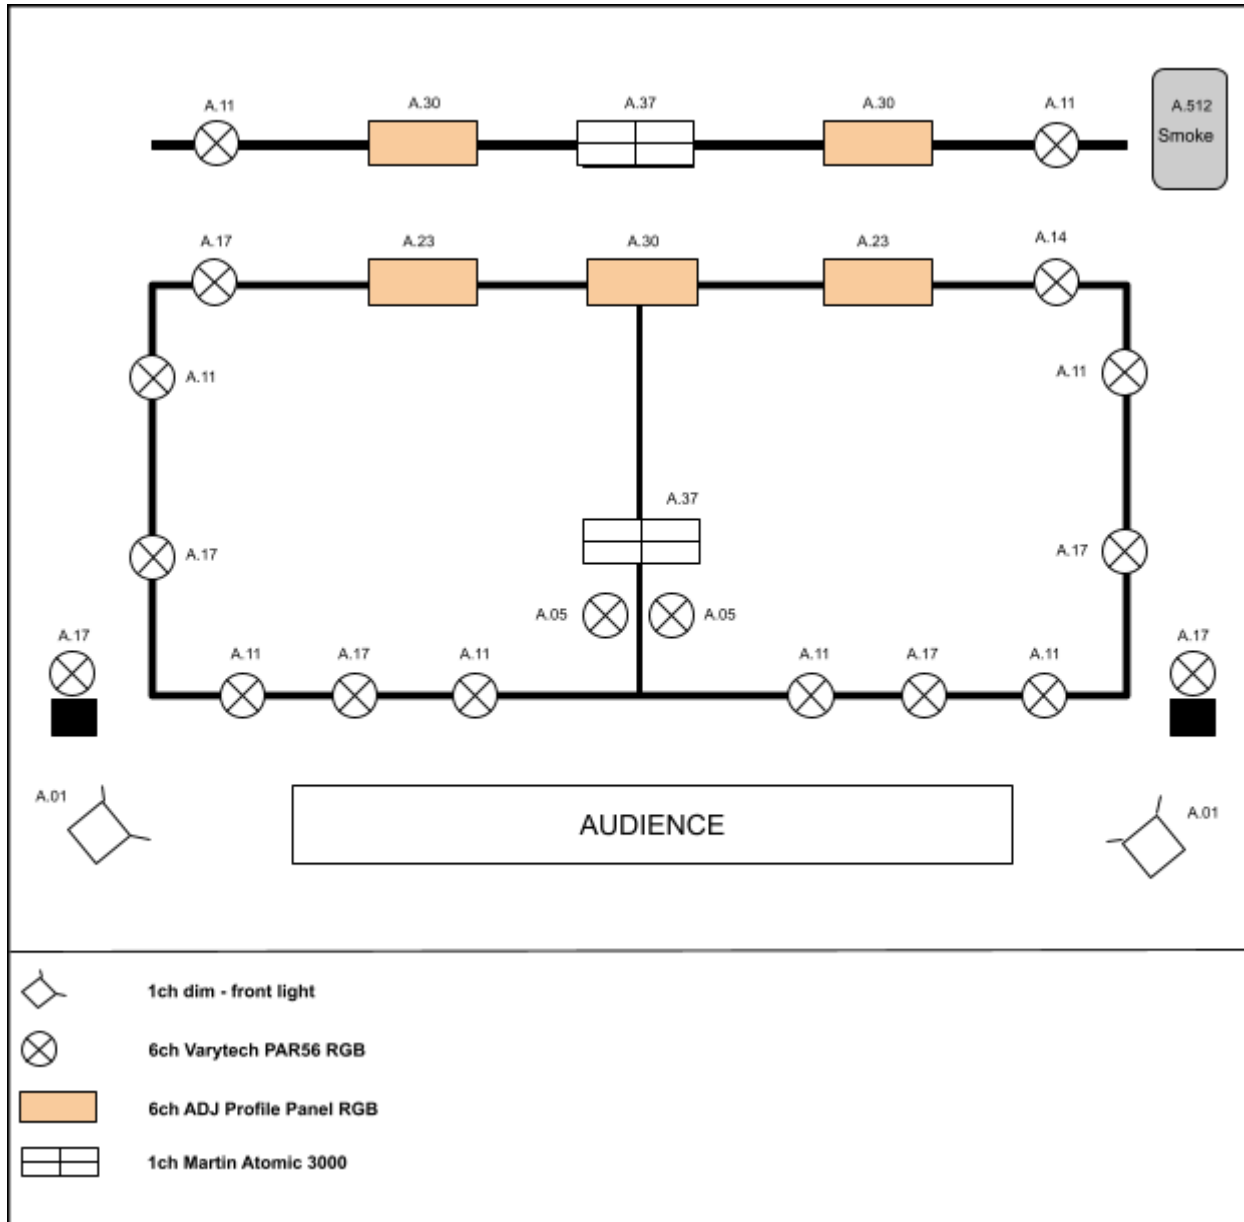 A.11
A.30
A.37
A.30
A.11
A.512
Smoke
A.17
A.23
A.30
A.23
A.14
A.11
A.11
A.37
A.17
A.17
A.05
A.05
A.17
A.17
A.11
A.17
A.11
A.11
A.17
A.11
A.01
A.01
AUDIENCE
1ch dim - front light
6ch Varytech PAR56 RGB
6ch ADJ Profile Panel RGB
1ch Martin Atomic 3000